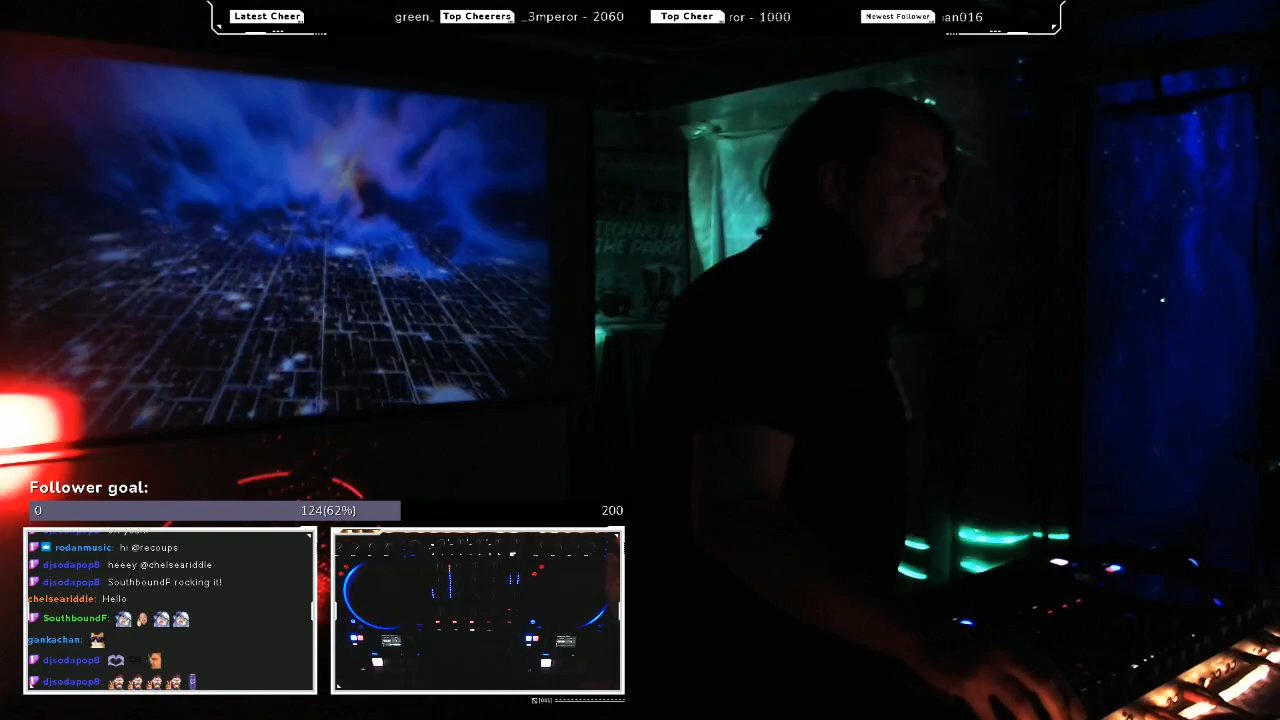 Latest Cheer
green_
Top Cheerers
_3mperor - 2060
Top Cheer
ror - 1000
Newest Follower
an016
TECHNO IN
THE PARK!
Follower goal:
0
124(62%)
200
rodanmusic: hi @recoups
djsodapop8: heeey @chelseariddle
djsodapop8: SouthboundF rocking it!
chelseariddle: Hello
SouthboundF:
gankachan:
djsodapop8:
djsodapop8: